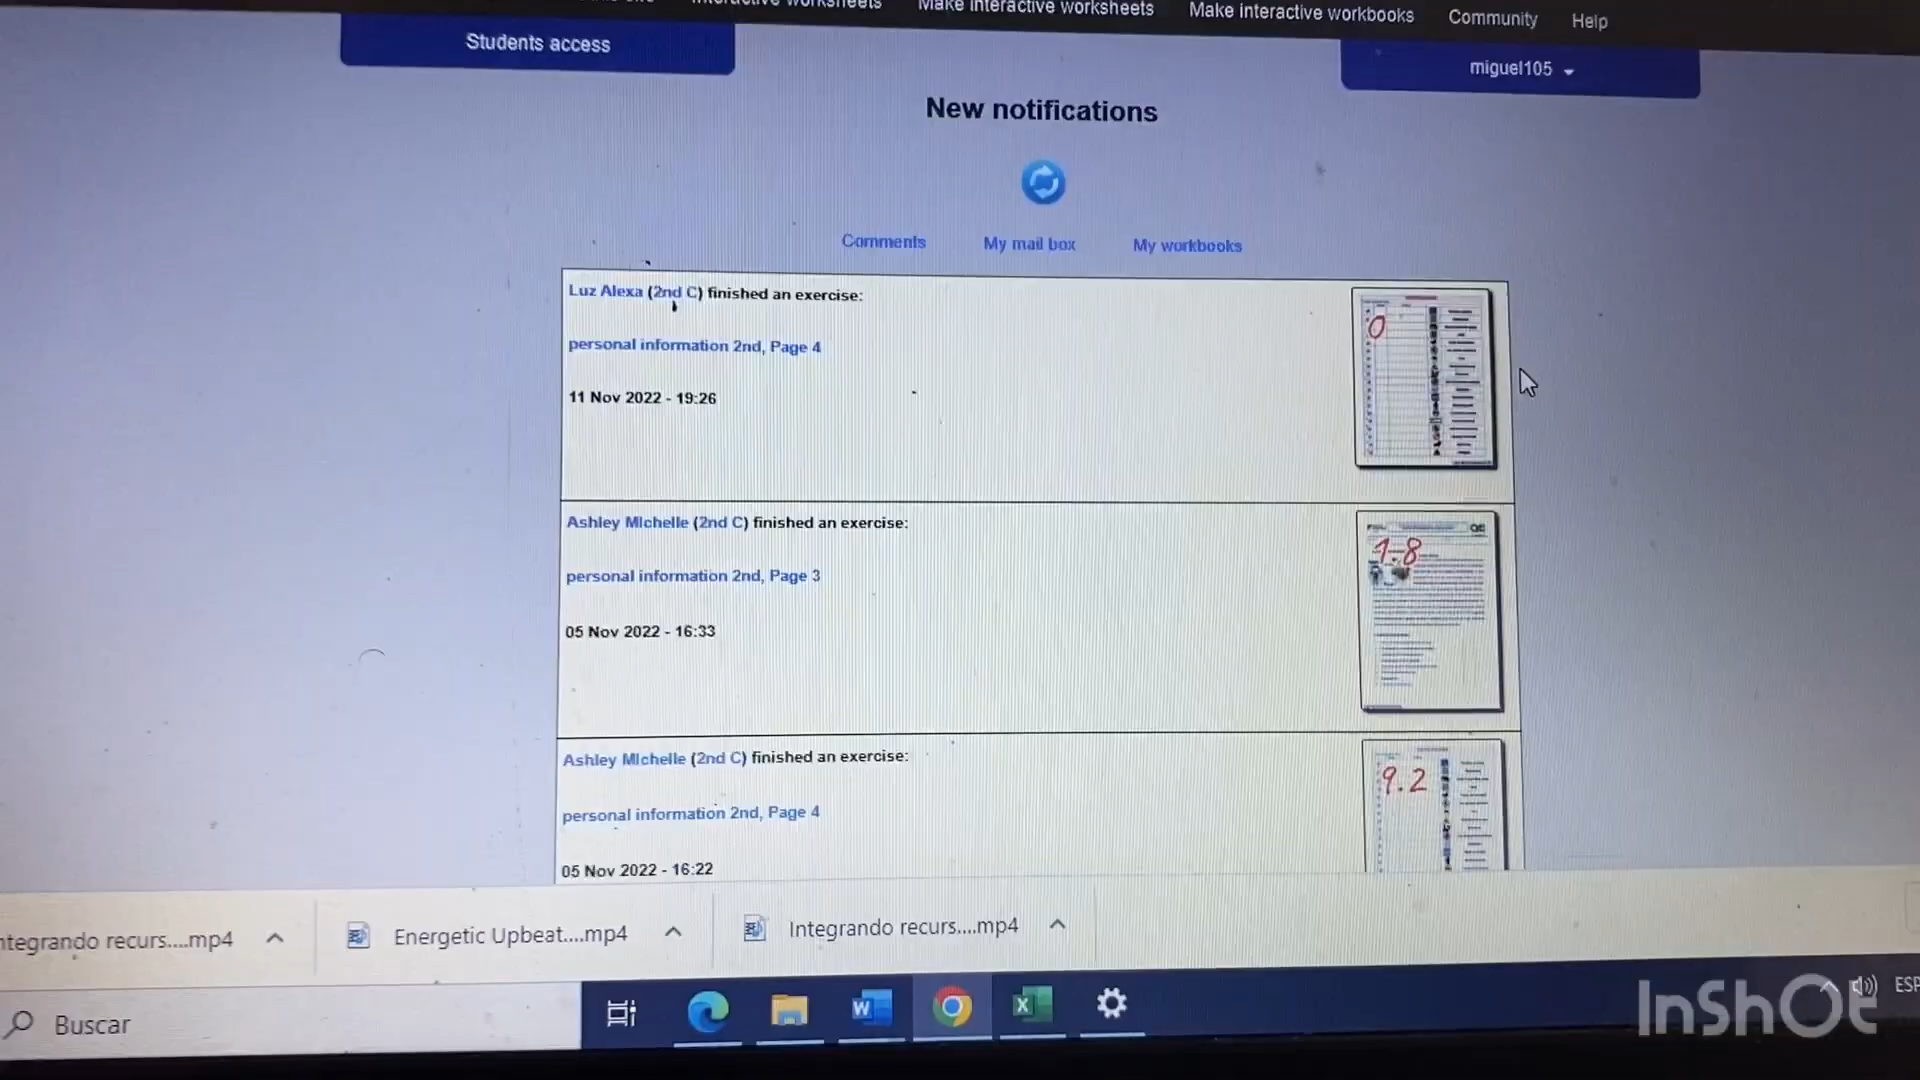 Interactive worksheets Make interactive worksheets Make interactive workbooks Community Help
Students access
miguel105
New notifications
Comments My mail box My workbooks
Luz Alexa (2nd C) finished an exercise:
personal information 2nd, Page 4
11 Nov 2022 - 19:26
0
Ashley MIchelle (2nd C) finished an exercise:
personal information 2nd, Page 3
05 Nov 2022 - 16:33
1.8
Ashley MIchelle (2nd C) finished an exercise:
personal information 2nd, Page 4
05 Nov 2022 - 16:22
9.2
ntegrando recurs....mp4 Energetic Upbeat....mp4 Integrando recurs....mp4
Buscar
ESP
InShOt